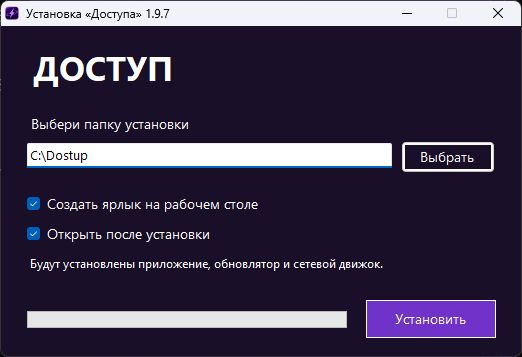 Установка «Доступа» 1.9.7
ДОСТУП
Выбери папку установки
C:\Dostup
Выбрать
Создать ярлык на рабочем столе
Открыть после установки
Будут установлены приложение, обновлятор и сетевой движок.
Установить